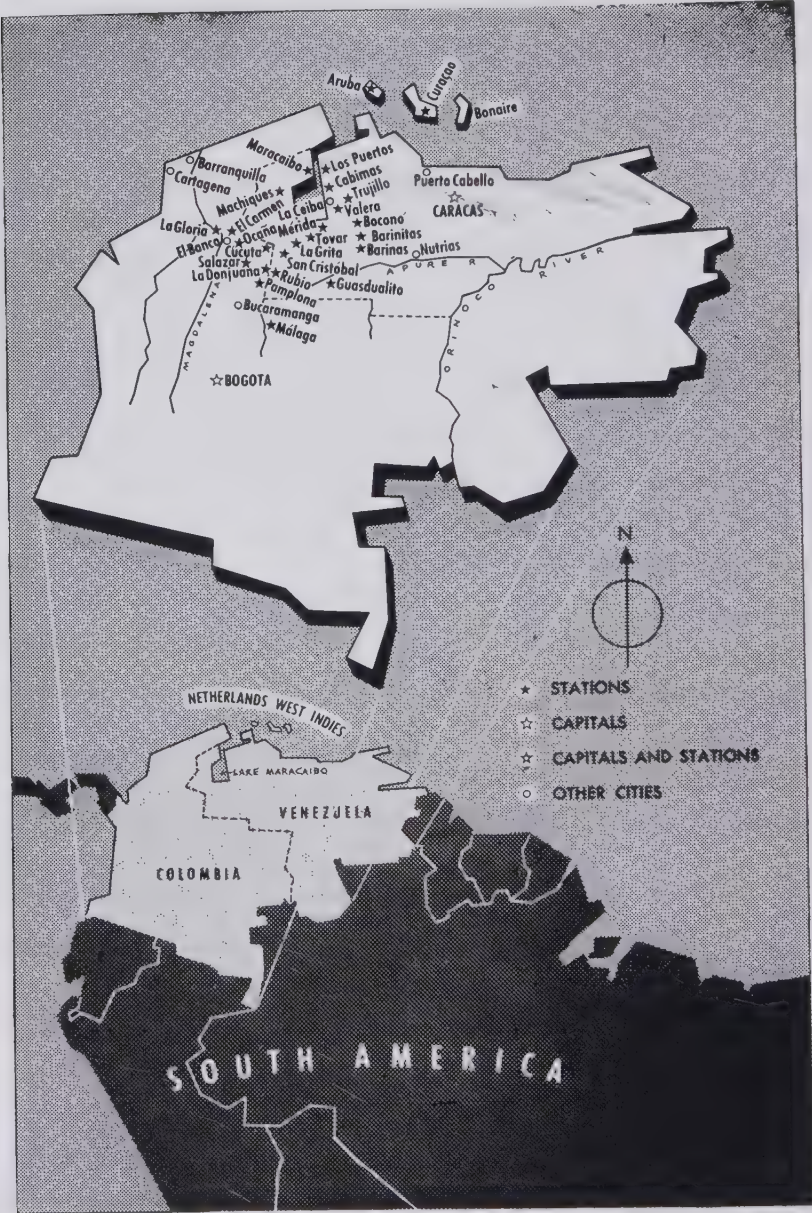 Aruba
Curaçao
Bonaire
Maracaibo
Los Puertos
Barranquilla
Cabimas
Puerto Cabello
Cartagena
Trujillo
Machiques
La Ceiba
Valera
CARACAS
El Carmen
La Gloria
Ocaña
Mérida
Boconó
El Banco
Tovar
Barinitas
Cúcuta
La Grita
Barinas
Nutrias
Salazar
San Cristóbal
APURE R
ORINOCO RIVER
La Donjuana
Rubio
Guasdualito
Pamplona
MAGDALENA
Bucaramanga
Málaga
BOGOTA
N
STATIONS
CAPITALS
CAPITALS AND STATIONS
OTHER CITIES
NETHERLANDS WEST INDIES
LAKE MARACAIBO
VENEZUELA
COLOMBIA
SOUTH AMERICA